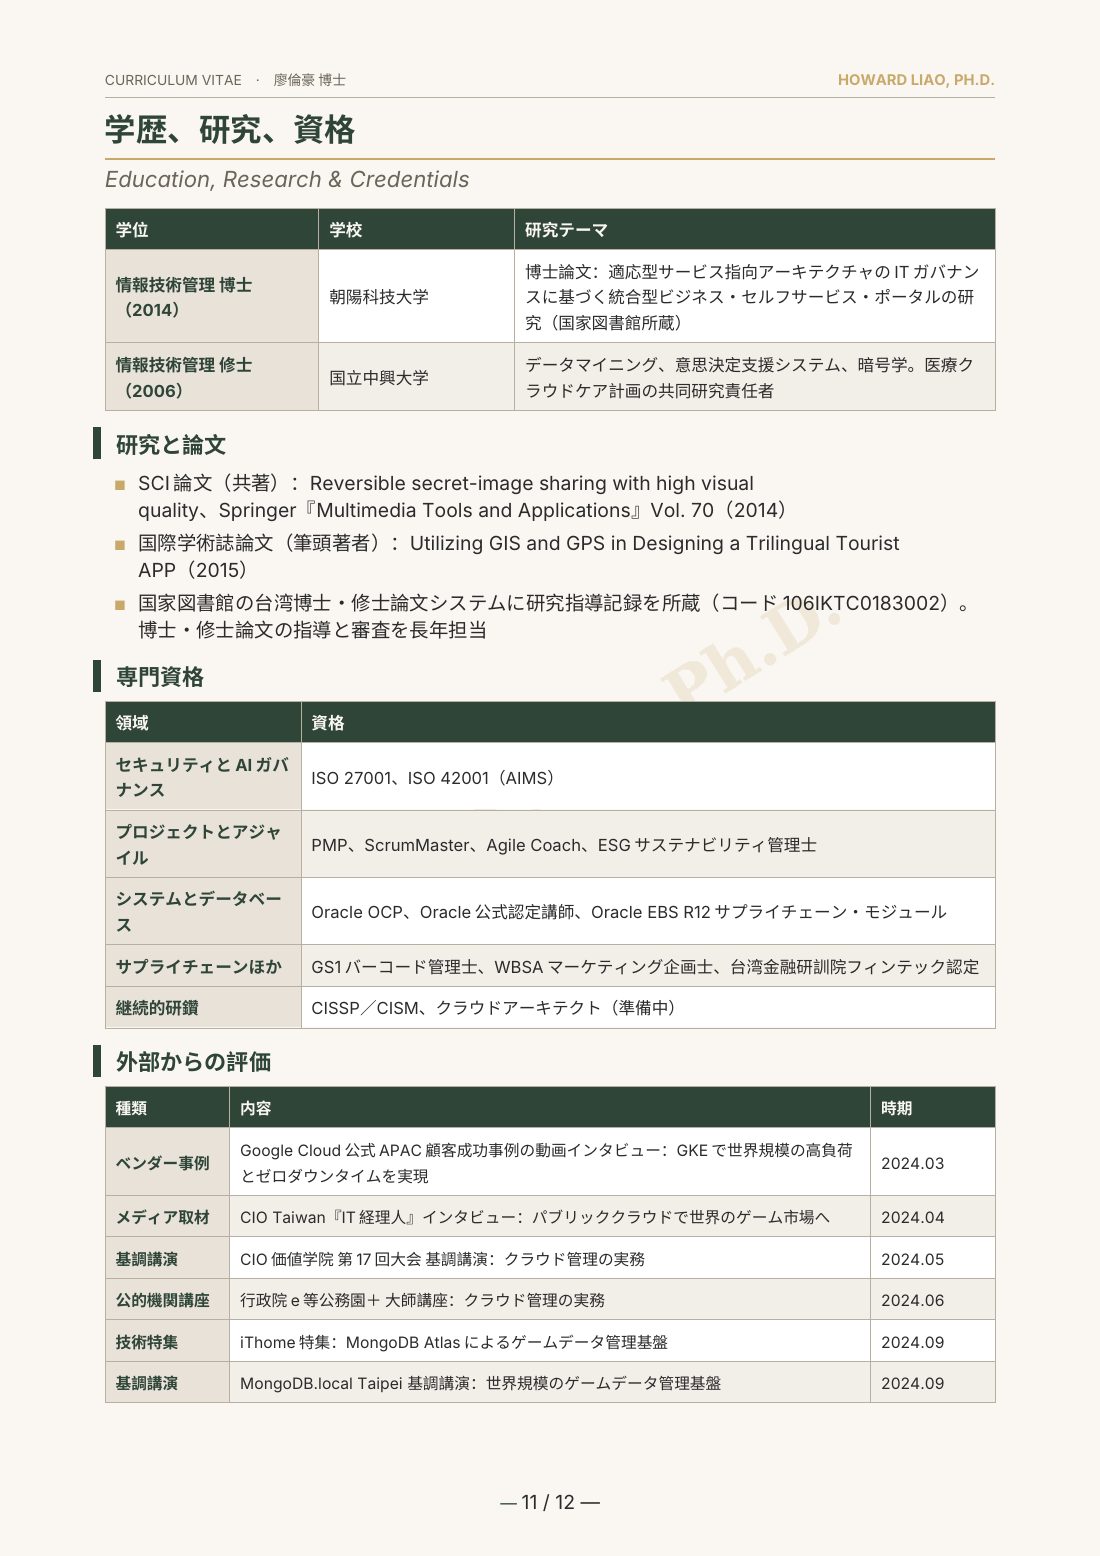 CURRICULUM VITAE · 廖倫豪 博士
HOWARD LIAO, PH.D.
学歴、研究、資格
Education, Research & Credentials
学位 学校 研究テーマ
情報技術管理 博士
（2014）
朝陽科技大学
博士論文：適応型サービス指向アーキテクチャの IT ガバナン
スに基づく統合型ビジネス・セルフサービス・ポータルの研
究（国家図書館所蔵）
情報技術管理 修士
（2006）
国立中興大学
データマイニング、意思決定支援システム、暗号学。医療ク
ラウドケア計画の共同研究責任者
研究と論文
■ SCI 論文（共著）：Reversible secret-image sharing with high visual
quality、Springer『Multimedia Tools and Applications』Vol. 70（2014）
■ 国際学術誌論文（筆頭著者）：Utilizing GIS and GPS in Designing a Trilingual Tourist
APP（2015）
■ 国家図書館の台湾博士・修士論文システムに研究指導記録を所蔵（コード 106IKTC0183002）。
博士・修士論文の指導と審査を長年担当
Ph.D.
専門資格
領域 資格
セキュリティと AI ガバ
ナンス
ISO 27001、ISO 42001（AIMS）
プロジェクトとアジャ
イル
PMP、ScrumMaster、Agile Coach、ESG サステナビリティ管理士
システムとデータベー
ス
Oracle OCP、Oracle 公式認定講師、Oracle EBS R12 サプライチェーン・モジュール
サプライチェーンほか GS1 バーコード管理士、WBSA マーケティング企画士、台湾金融研訓院フィンテック認定
継続的研鑽 CISSP／CISM、クラウドアーキテクト（準備中）
外部からの評価
種類 内容 時期
ベンダー事例
Google Cloud 公式 APAC 顧客成功事例の動画インタビュー：GKE で世界規模の高負荷
とゼロダウンタイムを実現
2024.03
メディア取材 CIO Taiwan『IT 経理人』インタビュー：パブリッククラウドで世界のゲーム市場へ 2024.04
基調講演 CIO 価値学院 第 17 回大会 基調講演：クラウド管理の実務 2024.05
公的機関講座 行政院 e 等公務園＋ 大師講座：クラウド管理の実務 2024.06
技術特集 iThome 特集：MongoDB Atlas によるゲームデータ管理基盤 2024.09
基調講演 MongoDB.local Taipei 基調講演：世界規模のゲームデータ管理基盤 2024.09
— 11 / 12 —